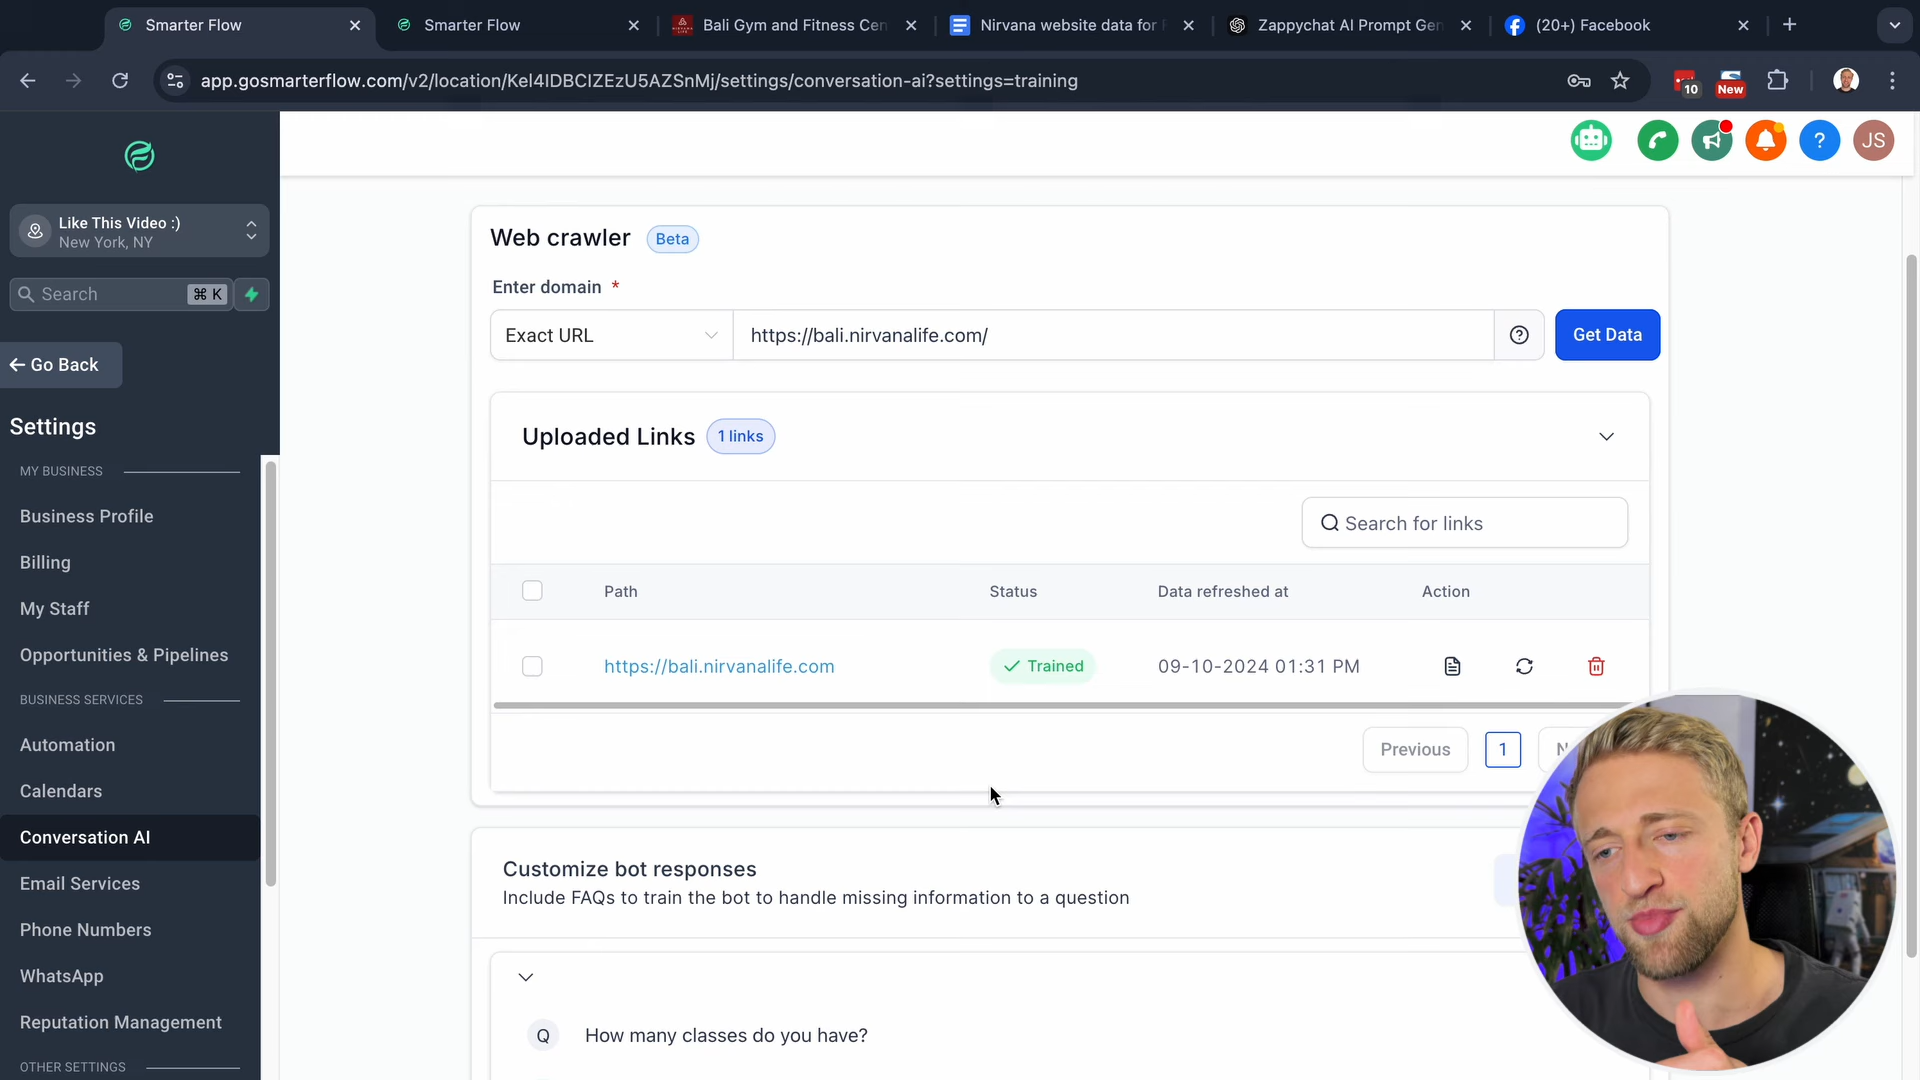 Smarter Flow
Smarter Flow
Bali Gym and Fitness Cen
Nirvana website data for
Zappychat AI Prompt Gen
(20+) Facebook
app.gosmarterflow.com/v2/location/Kel4IDBCIZEzU5AZSnMj/settings/conversation-ai?settings=training
10
New
Like This Video :)
New York, NY
Search
⌘ K
Go Back
Settings
MY BUSINESS
Business Profile
Billing
My Staff
Opportunities & Pipelines
BUSINESS SERVICES
Automation
Calendars
Conversation AI
Email Services
Phone Numbers
WhatsApp
Reputation Management
OTHER SETTINGS
?
JS
Web crawler
Beta
Enter domain *
Exact URL
https://bali.nirvanalife.com/
Get Data
Uploaded Links
1 links
Search for links
Path
Status
Data refreshed at
Action
https://bali.nirvanalife.com
Trained
09-10-2024 01:31 PM
Previous
1
Customize bot responses
Include FAQs to train the bot to handle missing information to a question
Q
How many classes do you have?